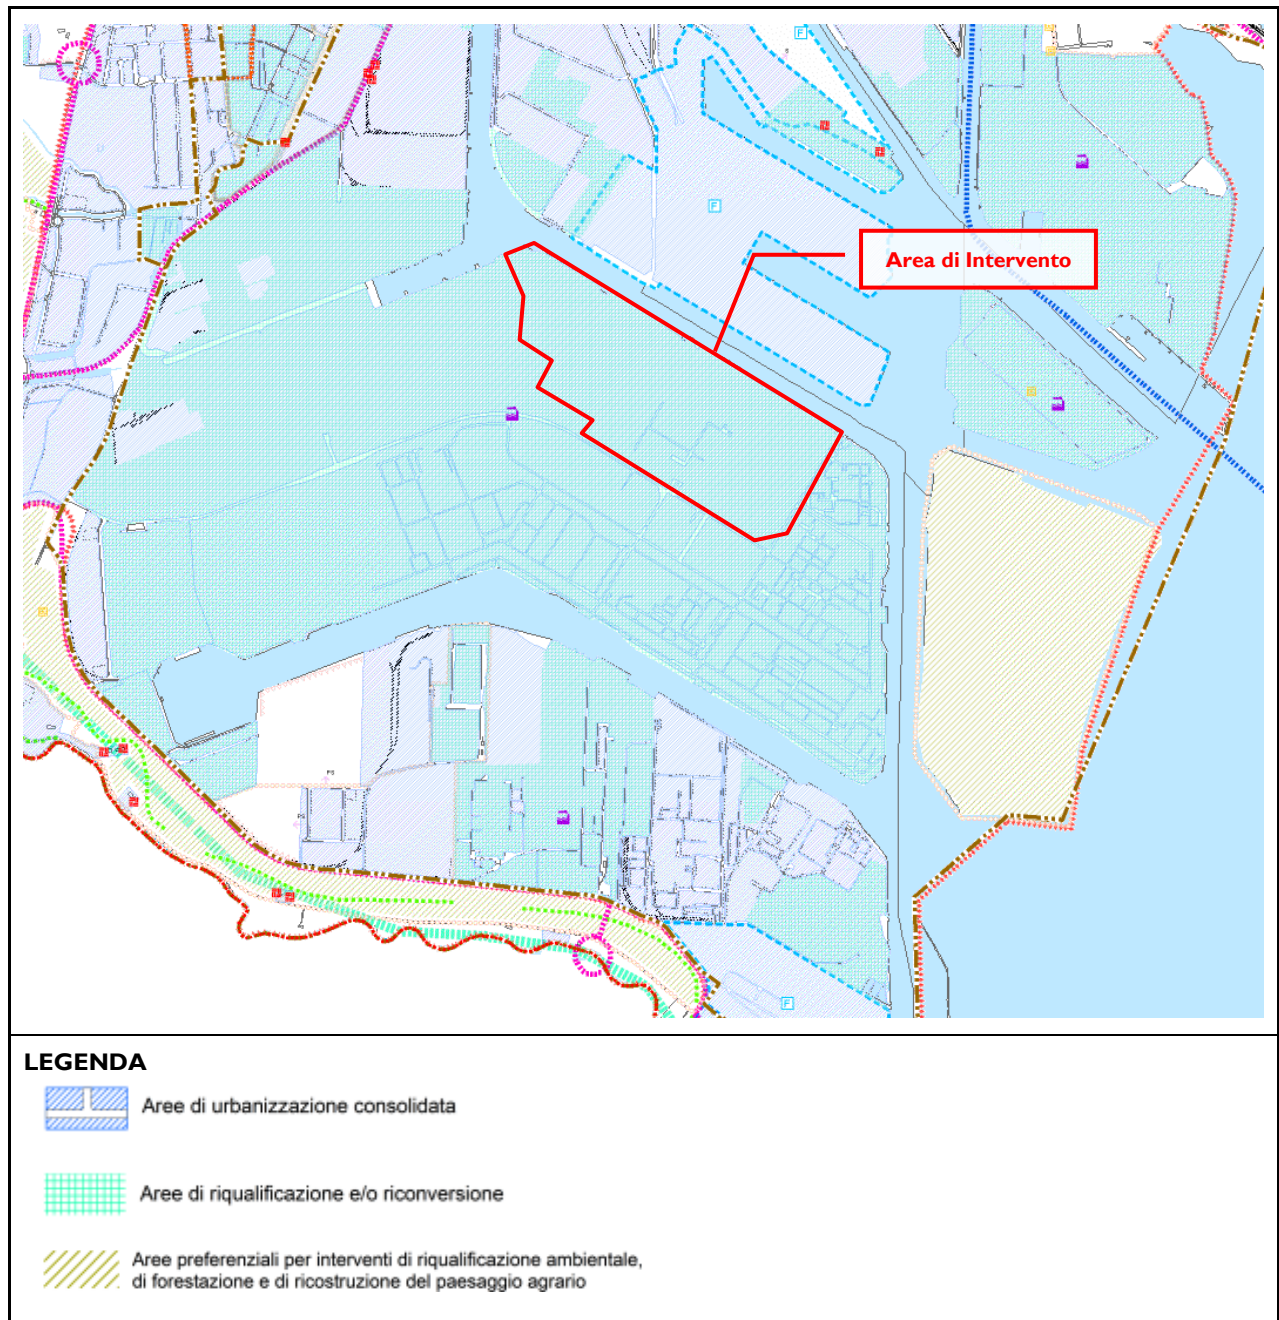 F
F
Area di Intervento
F
LEGENDA
Aree di urbanizzazione consolidata
Aree di riqualificazione e/o riconversione
Aree preferenziali per interventi di riqualificazione ambientale,
di forestazione e di ricostruzione del paesaggio agrario